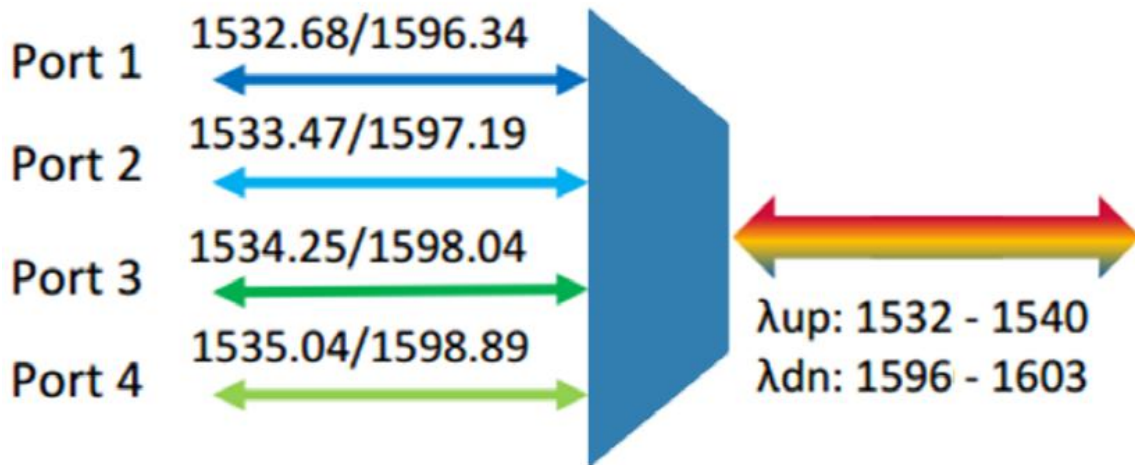 1532.68/1596.34
Port 1
1533.47/1597.19
Port 2
1534.25/1598.04
Port 3
1535.04/1598.89
Port 4
λup: 1532 - 1540
λdn: 1596 - 1603